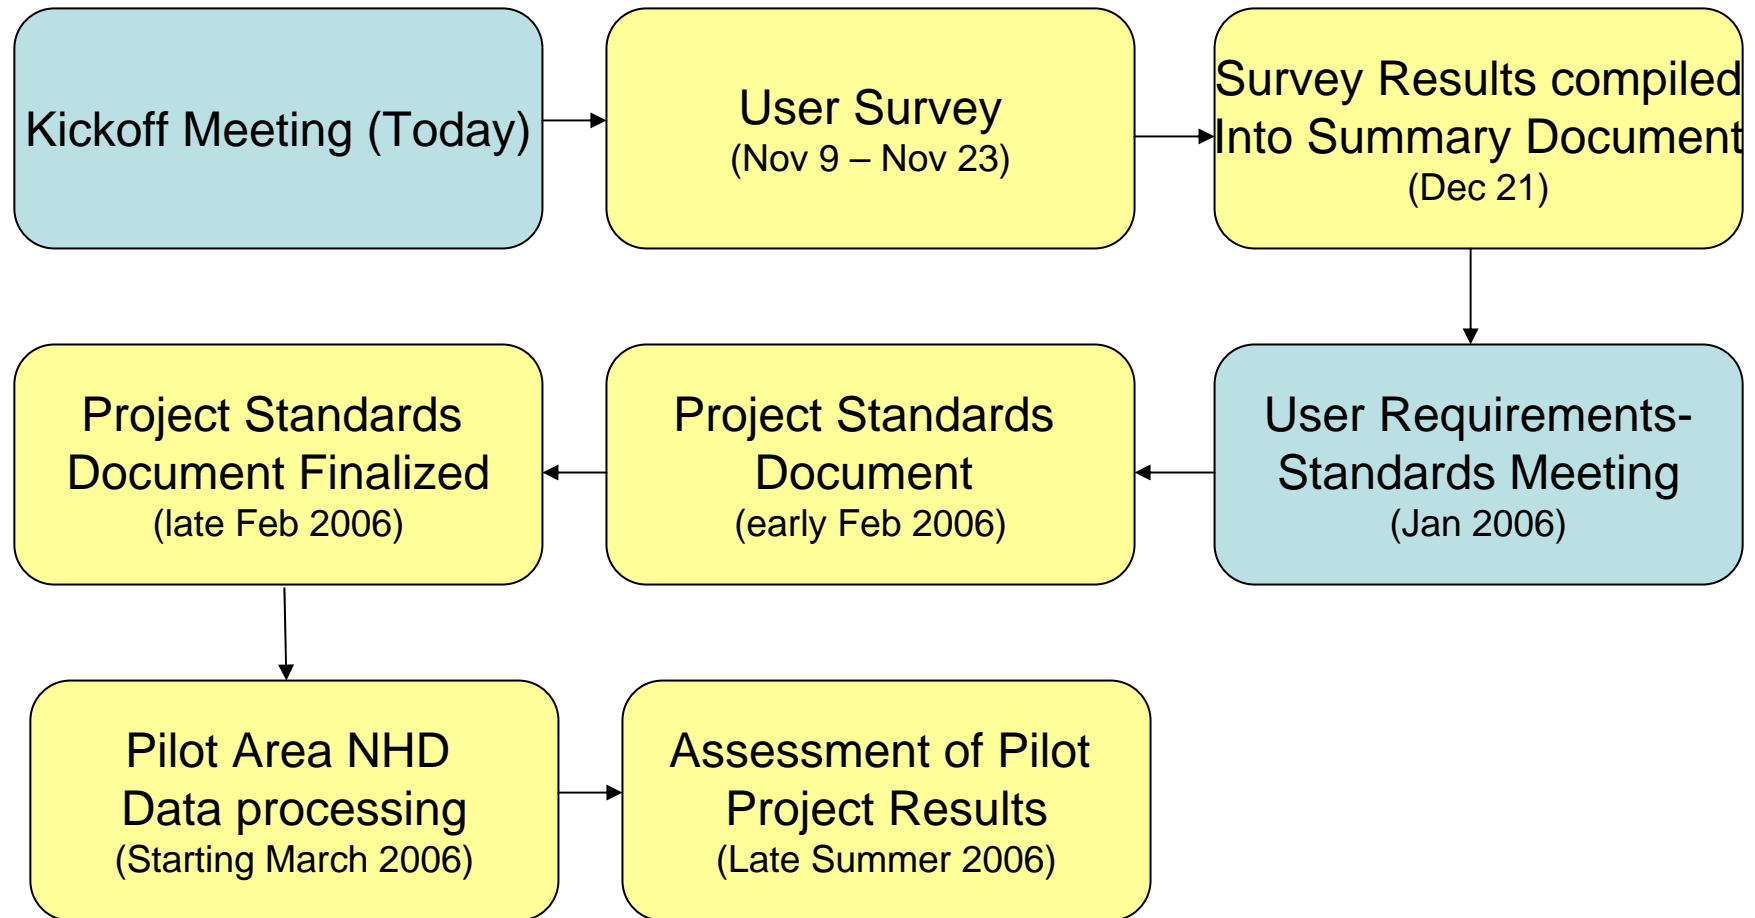 Kickoff Meeting (Today)
User Survey
(Nov 9 – Nov 23)
Survey Results compiled
Into Summary Document
(Dec 21)
User Requirements-
Standards Meeting
(Jan 2006)
Project Standards
Document
(early Feb 2006)
Project Standards
Document Finalized
(late Feb 2006)
Pilot Area NHD
Data processing
(Starting March 2006)
Assessment of Pilot
Project Results
(Late Summer 2006)